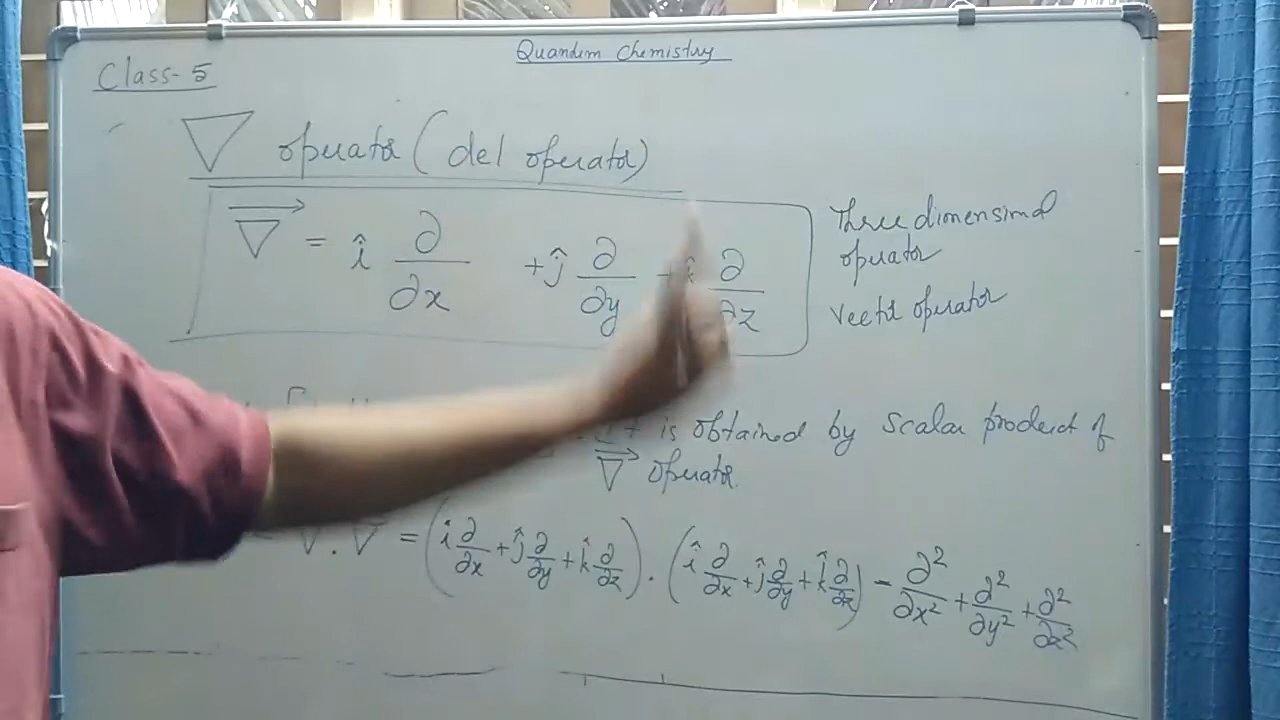 Quandum Chemistry
Class-5
∇ operator (del operator)
∇⃗ = î ∂/∂x + ĵ ∂/∂y + k̂ ∂/∂z
Three dimensional
operator
Vector operator
It is obtained by scalar product of
∇⃗ operator.
∇ . ∇ = (î ∂/∂x + ĵ ∂/∂y + k̂ ∂/∂z) . (î ∂/∂x + ĵ ∂/∂y + k̂ ∂/∂z) = ∂²/∂x² + ∂²/∂y² + ∂²/∂z²